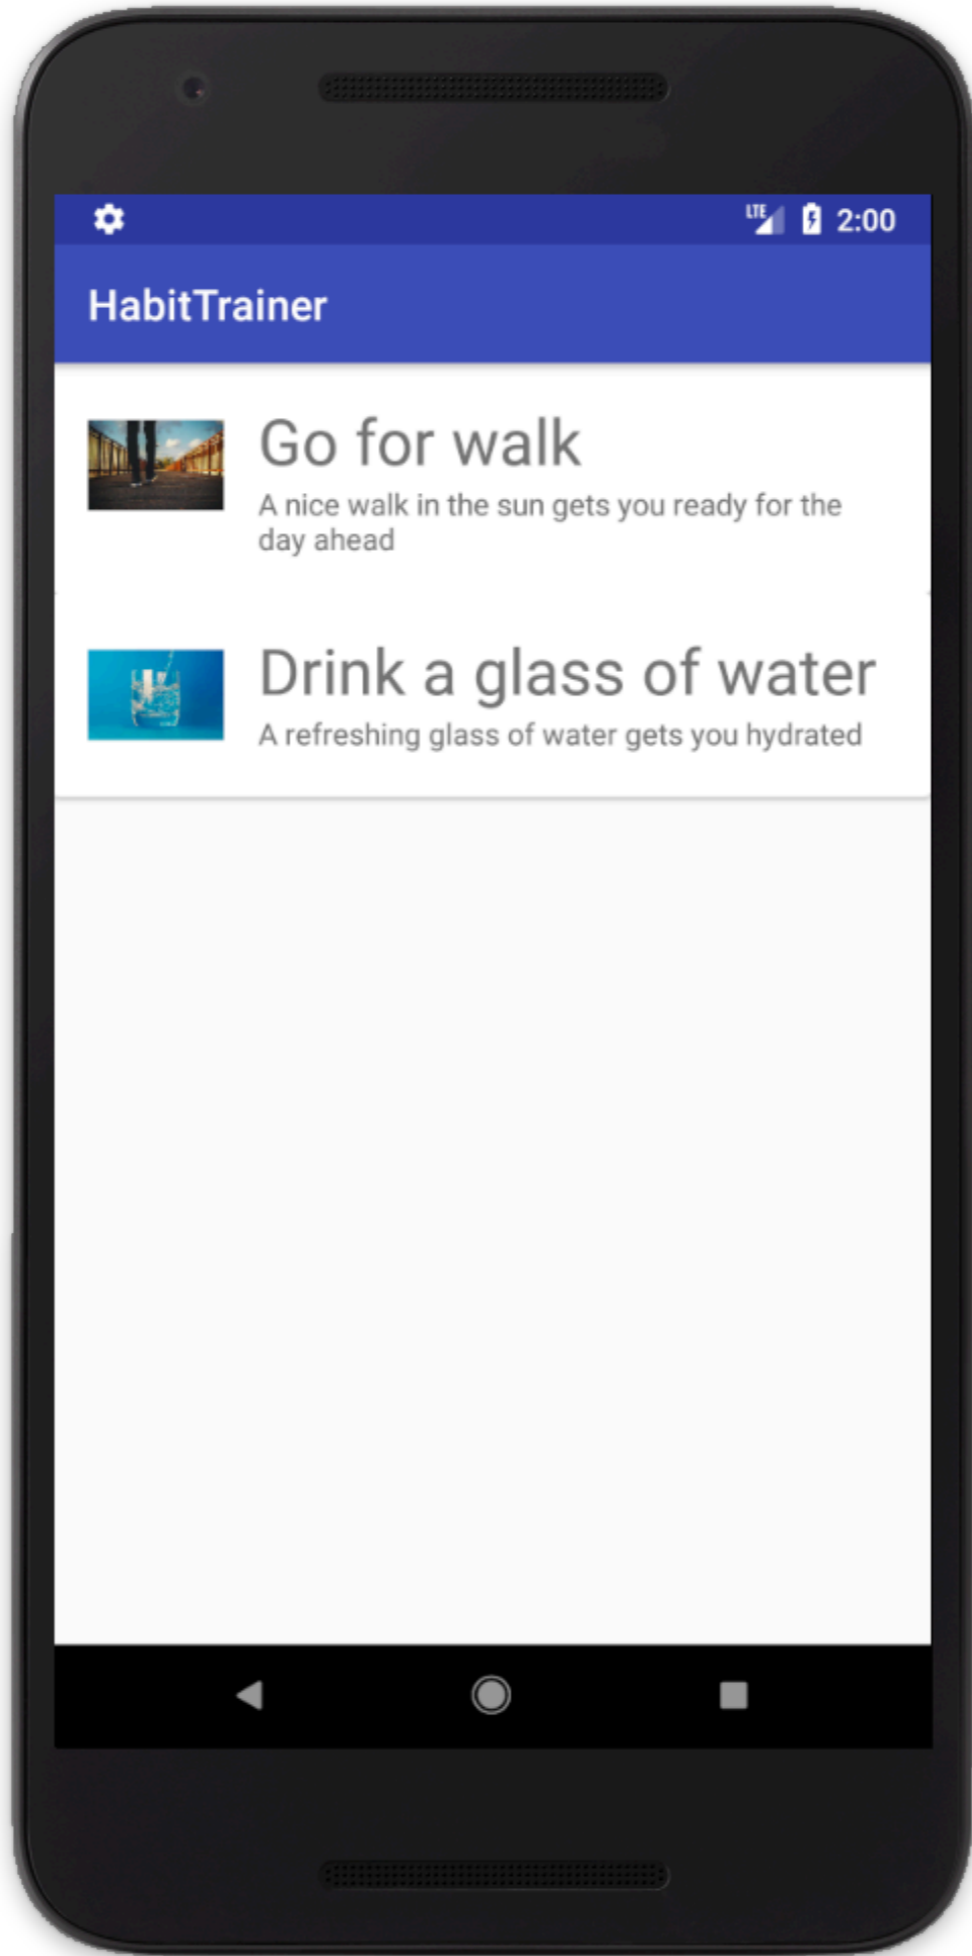 LTE 2:00
HabitTrainer
Go for walk
A nice walk in the sun gets you ready for the
day ahead
Drink a glass of water
A refreshing glass of water gets you hydrated